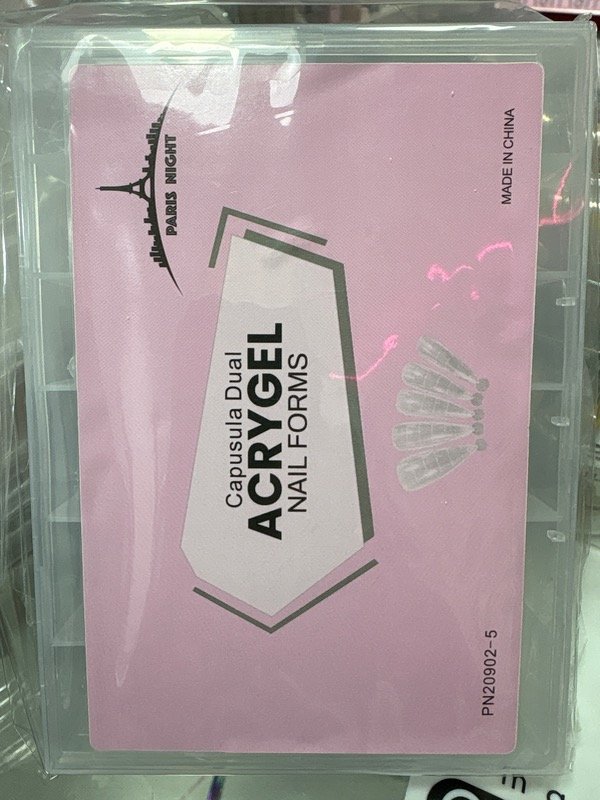 PARIS NIGHT
MADE IN CHINA
Capusula Dual
ACRYGEL
NAIL FORMS
PN20902-5